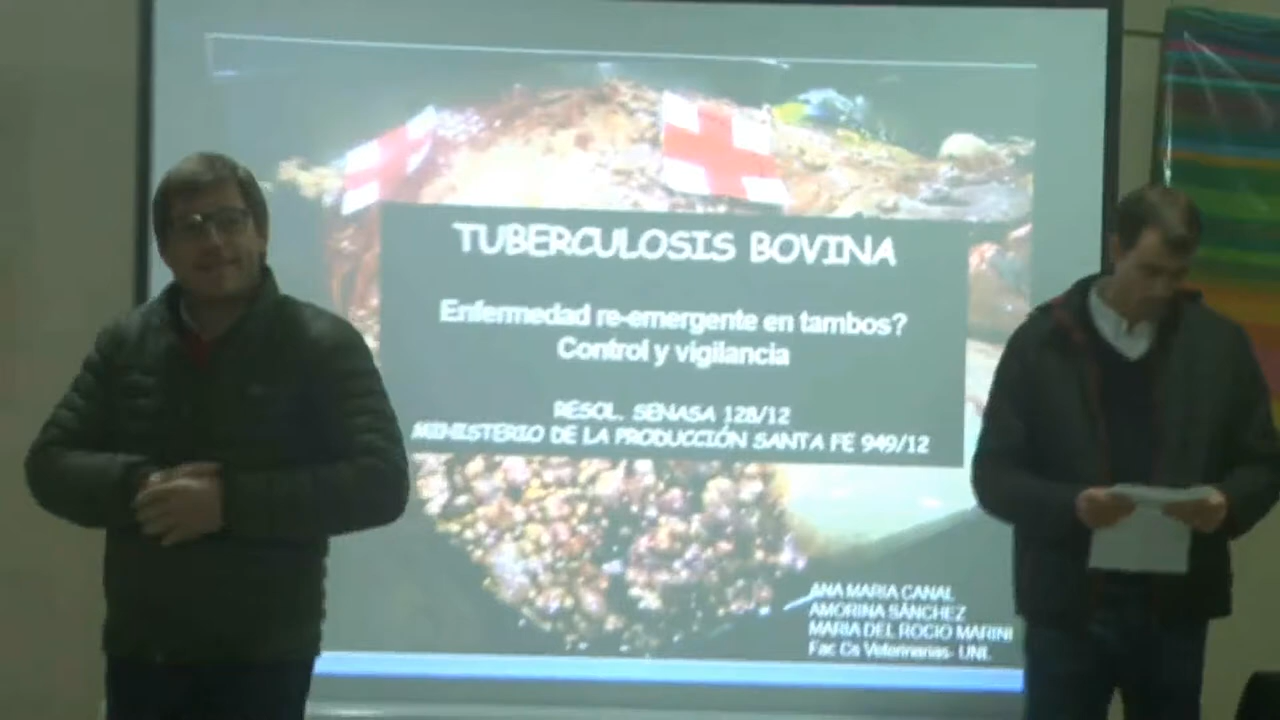 TUBERCULOSIS BOVINA
Enfermedad re-emergente en tambos?
Control y vigilancia
RESOL. SENASA 128/12
MINISTERIO DE LA PRODUCCIÓN SANTA FE 949/12
ANA MARIA CANAL
AMORINA SÁNCHEZ
MARIA DEL ROCIO MARINI
Fac Cs Veterinarias- UNL